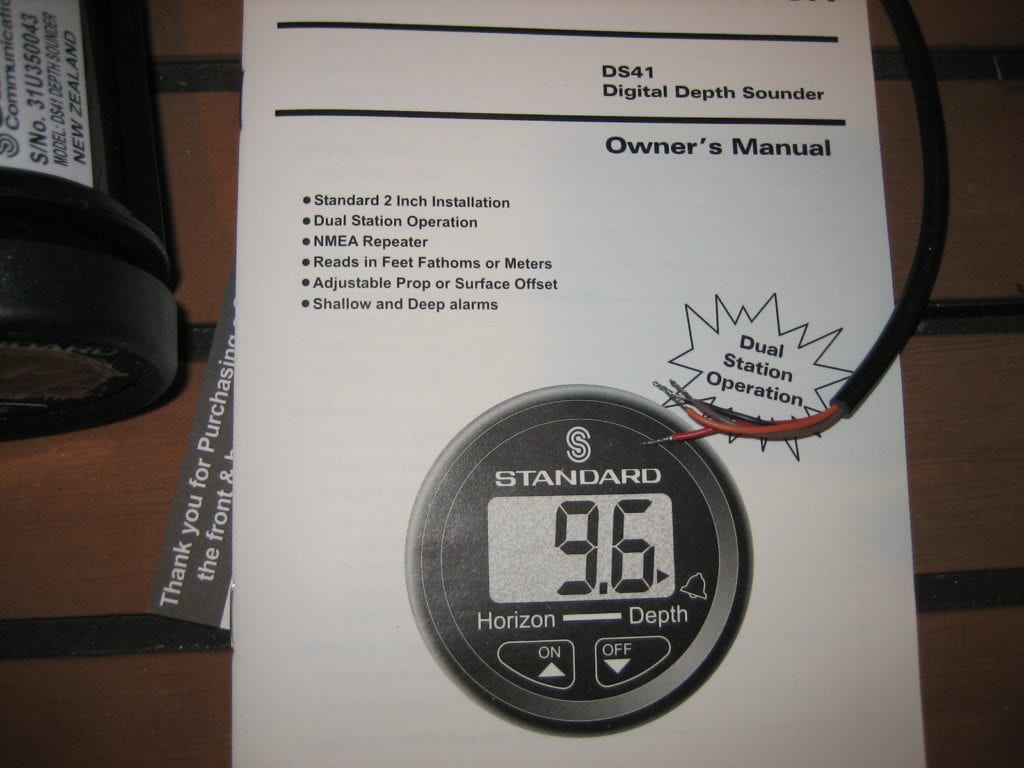 Communicatio
S/No. 31U350043
MODEL: DS41 DEPTH SOUNDER
NEW ZEALAND
DS41
Digital Depth Sounder
Owner's Manual
● Standard 2 Inch Installation
● Dual Station Operation
● NMEA Repeater
● Reads in Feet Fathoms or Meters
● Adjustable Prop or Surface Offset
● Shallow and Deep alarms
Dual
Station
Operation
STANDARD
9.6
Horizon Depth
ON OFF
Thank you for Purchasing
the front &